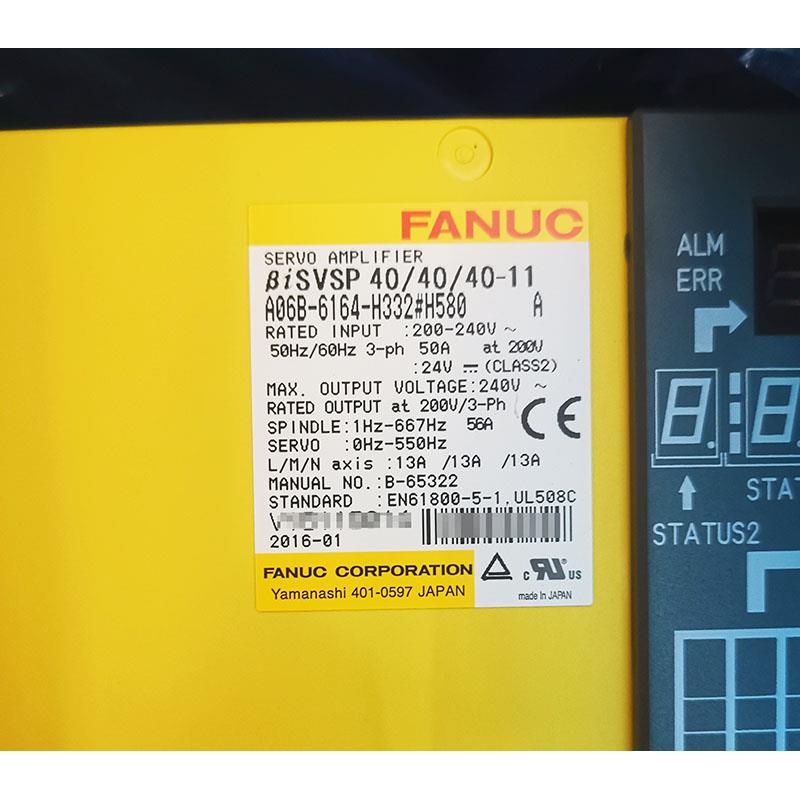 FANUC
SERVO AMPLIFIER
βiSVSP 40/40/40-11
A06B-6164-H332#H580 A
RATED INPUT :200-240V ~
50Hz/60Hz 3-ph 50A at 200V
:24V ⎓ (CLASS2)
MAX. OUTPUT VOLTAGE:240V ~
RATED OUTPUT at 200V/3-Ph
SPINDLE:1Hz-667Hz 56A
CE
SERVO :0Hz-550Hz
L/M/N axis :13A /13A /13A
MANUAL NO.:B-65322
STANDARD :EN61800-5-1,UL508C
2016-01
FANUC CORPORATION
Yamanashi 401-0597 JAPAN
c RU US
made in JAPAN
ALM
ERR
8.:8
STATUS2